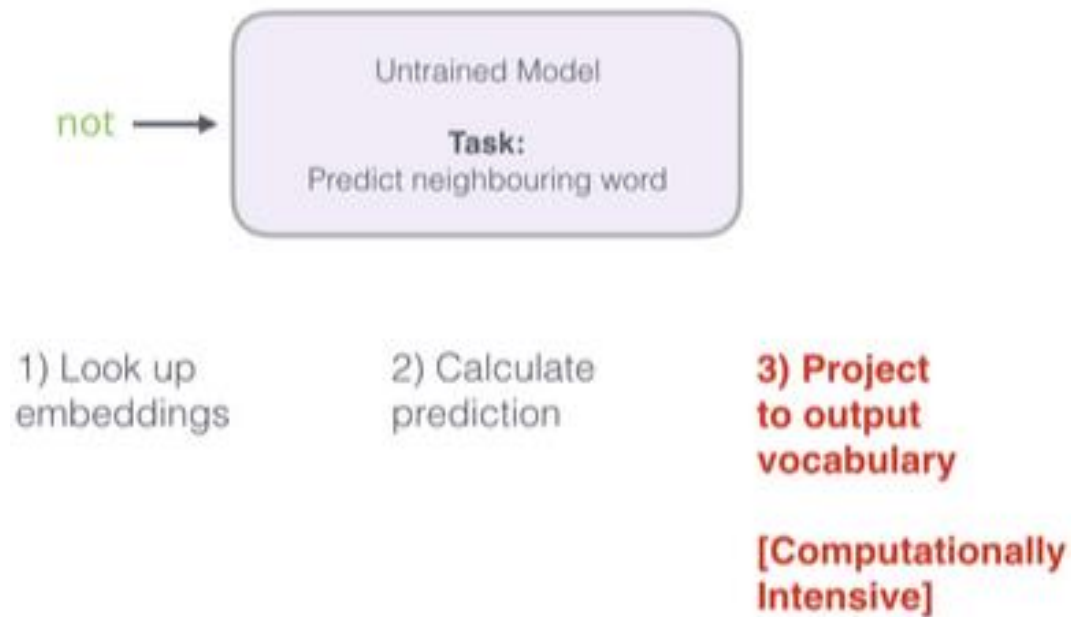 Untrained Model
not
Task:
Predict neighbouring word
1) Look up
embeddings
2) Calculate
prediction
3) Project
to output
vocabulary
[Computationally
Intensive]